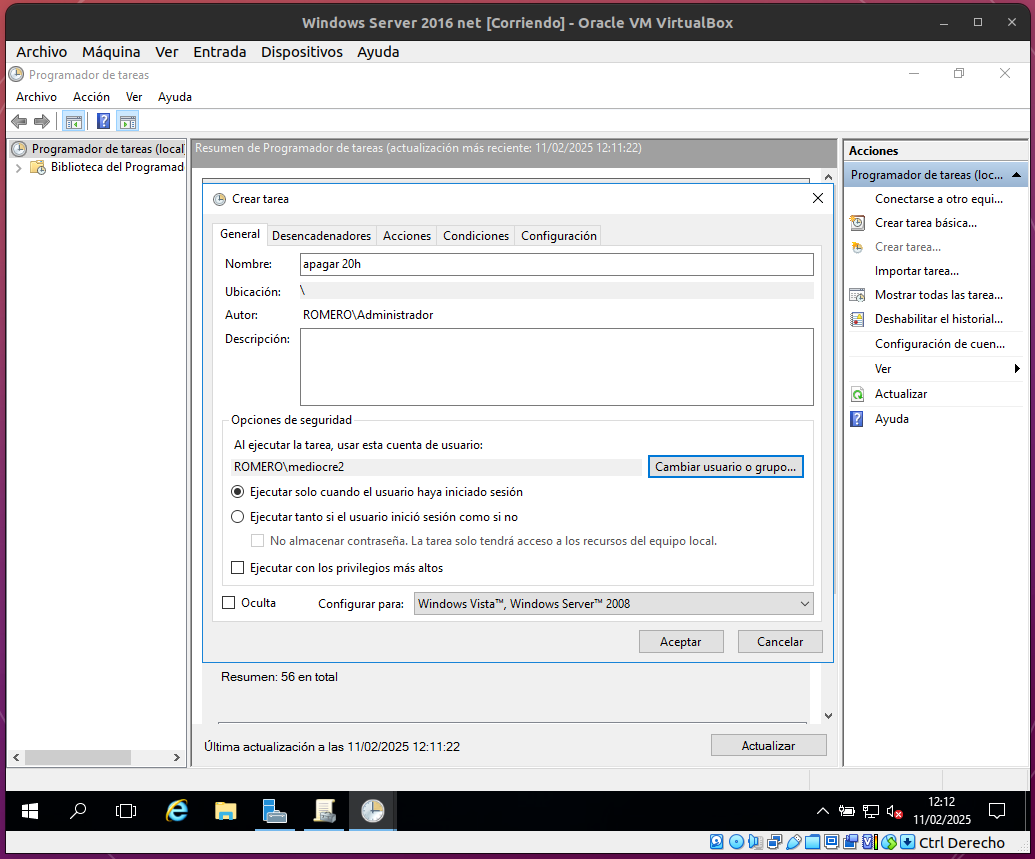 Windows Server 2016 net [Corriendo] - Oracle VM VirtualBox
Archivo Máquina Ver Entrada Dispositivos Ayuda
Programador de tareas
Archivo Acción Ver Ayuda
Programador de tareas (local
Biblioteca del Programad
Resumen de Programador de tareas (actualización más reciente: 11/02/2025 12:11:22)
Crear tarea
General Desencadenadores Acciones Condiciones Configuración
Nombre: apagar 20h
Ubicación: \
Autor: ROMERO\Administrador
Descripción:
Opciones de seguridad
Al ejecutar la tarea, usar esta cuenta de usuario:
ROMERO\mediocre2 Cambiar usuario o grupo...
Ejecutar solo cuando el usuario haya iniciado sesión
Ejecutar tanto si el usuario inició sesión como si no
No almacenar contraseña. La tarea solo tendrá acceso a los recursos del equipo local.
Ejecutar con los privilegios más altos
Oculta Configurar para: Windows Vista™, Windows Server™ 2008
Aceptar Cancelar
Resumen: 56 en total
Última actualización a las 11/02/2025 12:11:22 Actualizar
Acciones
Programador de tareas (loc...
Conectarse a otro equi...
Crear tarea básica...
Crear tarea...
Importar tarea...
Mostrar todas las tarea...
Deshabilitar el historial...
Configuración de cuen...
Ver
Actualizar
Ayuda
12:12
11/02/2025
Ctrl Derecho